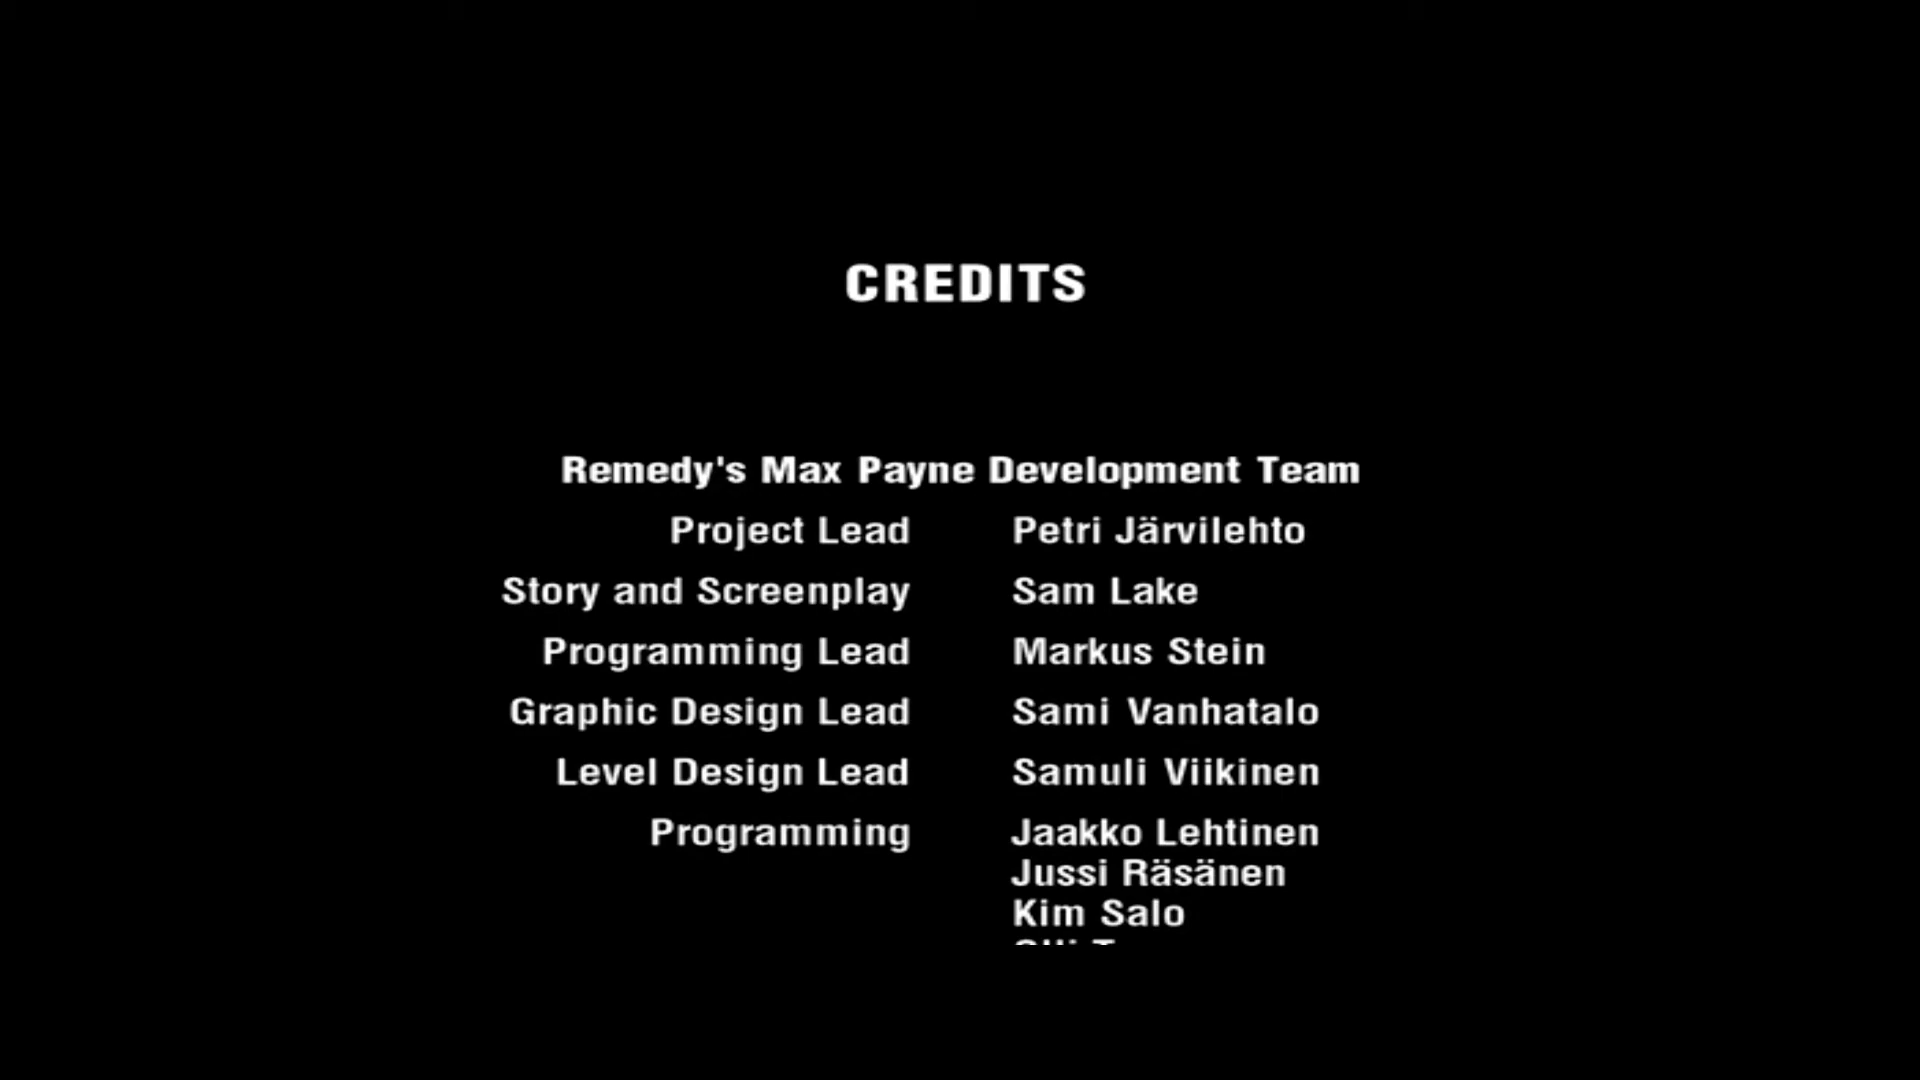 CREDITS
Remedy's Max Payne Development Team
Project Lead Petri Järvilehto
Story and Screenplay Sam Lake
Programming Lead Markus Stein
Graphic Design Lead Sami Vanhatalo
Level Design Lead Samuli Viikinen
Programming Jaakko Lehtinen
Jussi Räsänen
Kim Salo